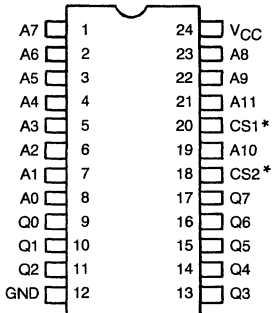 A7 1 24 VCC
A6 2 23 A8
A5 3 22 A9
A4 4 21 A11
A3 5 20 CS1*
A2 6 19 A10
A1 7 18 CS2*
A0 8 17 Q7
Q0 9 16 Q6
Q1 10 15 Q5
Q2 11 14 Q4
GND 12 13 Q3